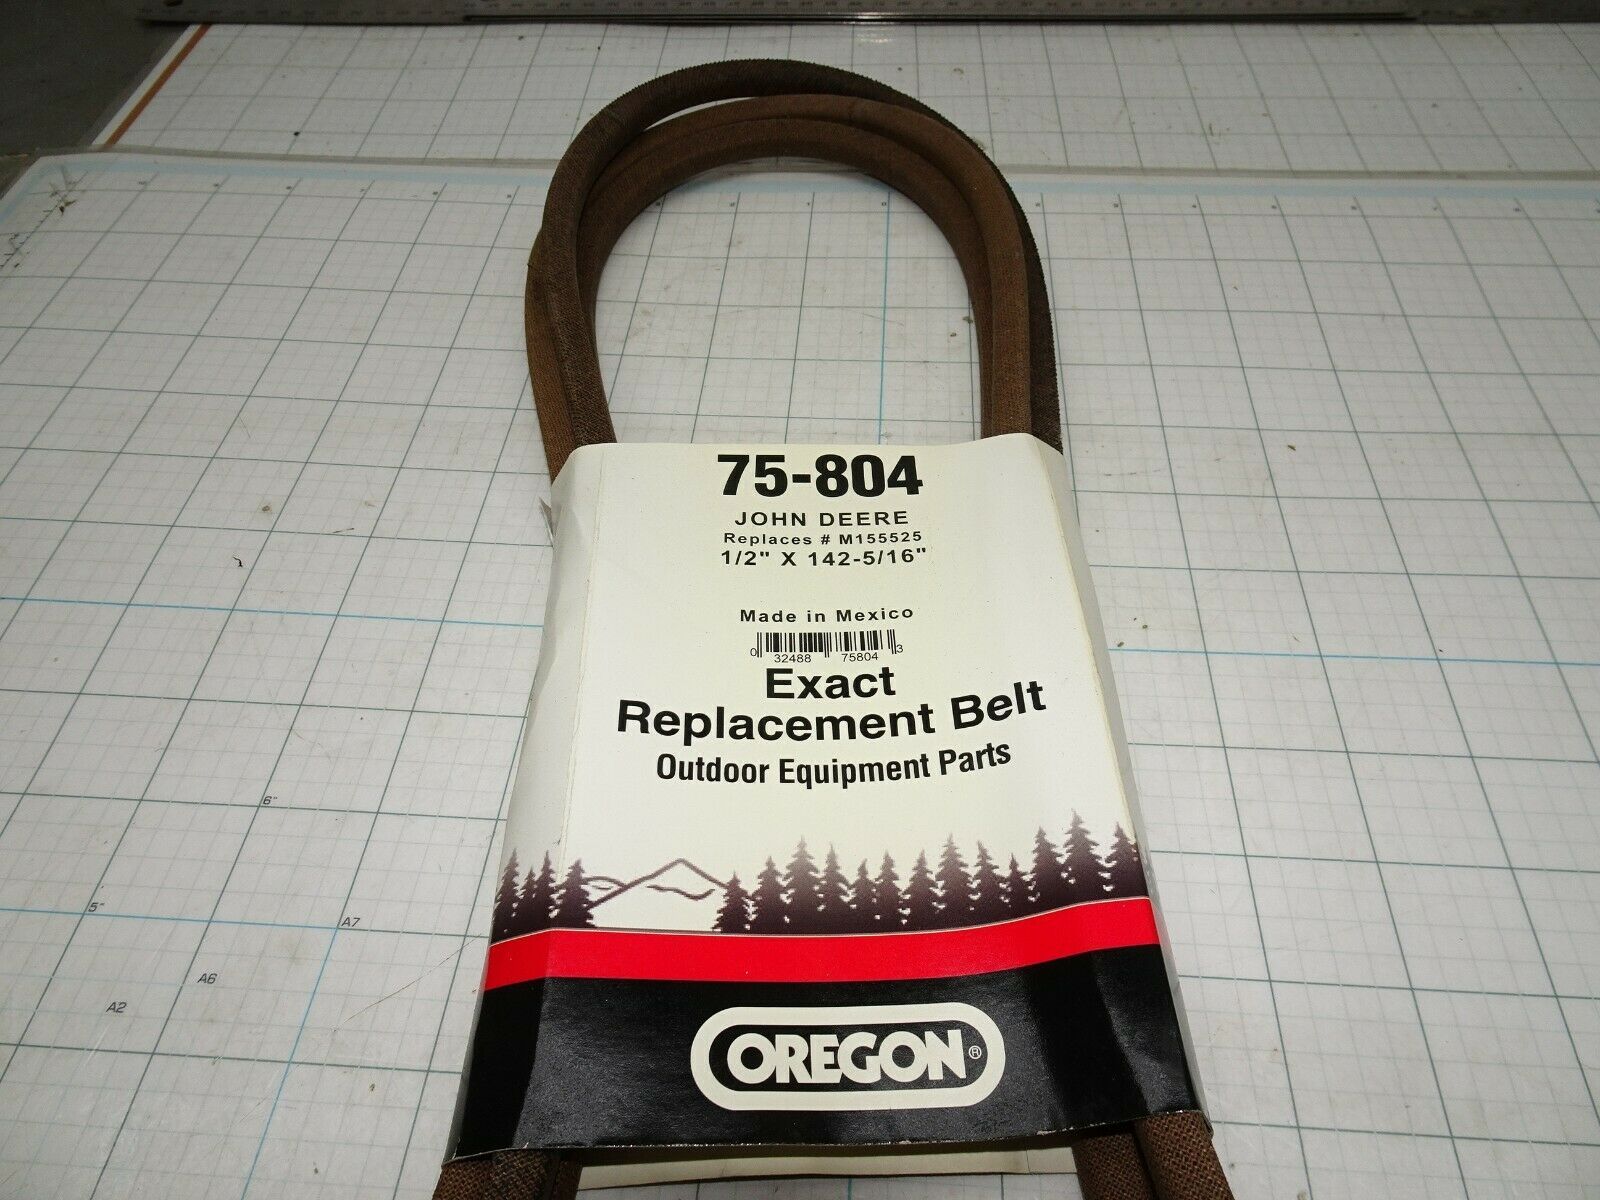 75-804
JOHN DEERE
Replaces # M155525
1/2" X 142-5/16"
Made in Mexico
0 32488 75804 3
Exact
Replacement Belt
Outdoor Equipment Parts
OREGON®
6"
5"
A7
A6
A2